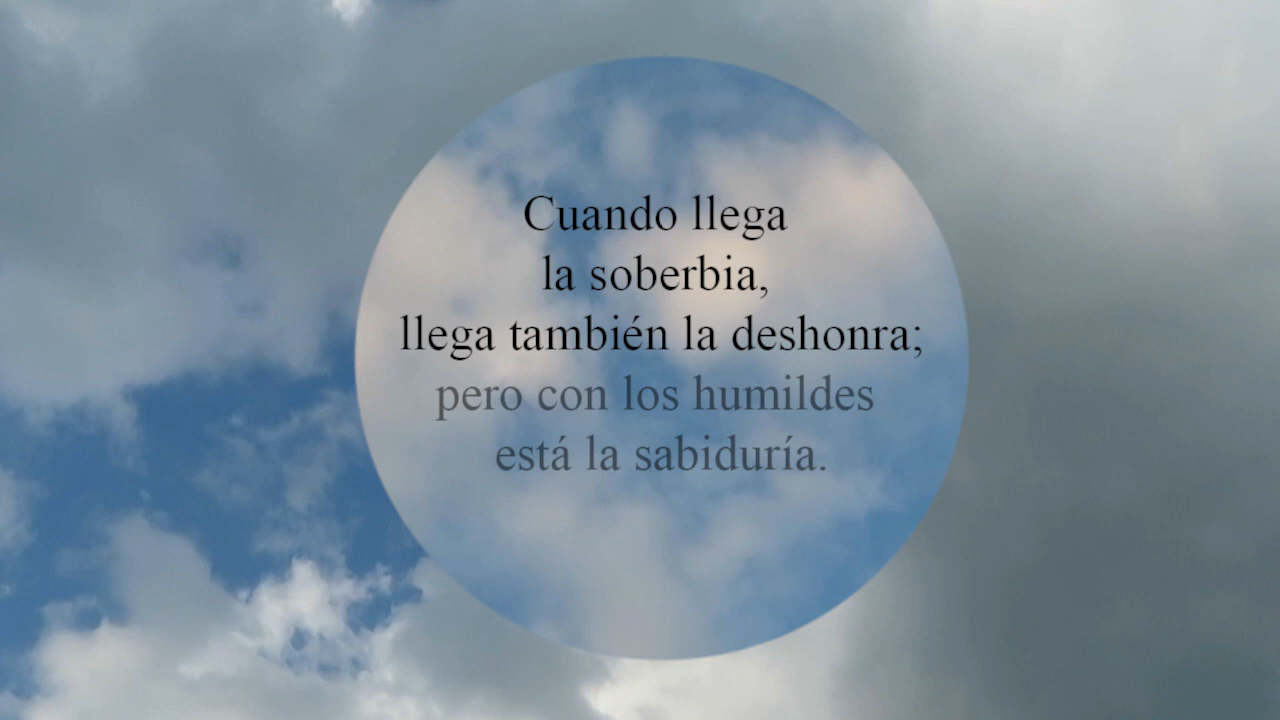 Cuando llega
la soberbia,
llega también la deshonra;
pero con los humildes
está la sabiduría.